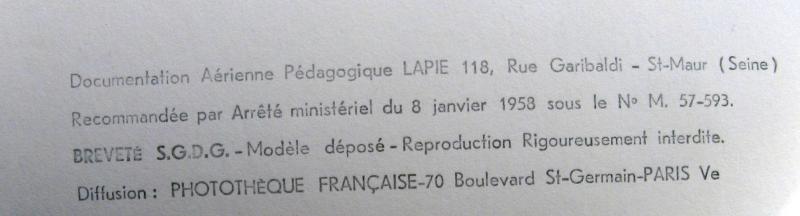 Documentation Aérienne Pédagogique LAPIE 118, Rue Garibaldi - St-Maur (Seine)
Recommandée par Arrêté ministériel du 8 janvier 1958 sous le No M. 57-593.
BREVETÉ S.G.D.G. - Modèle déposé - Reproduction Rigoureusement interdite.
Diffusion : PHOTOTHÈQUE FRANÇAISE-70 Boulevard St-Germain-PARIS Ve